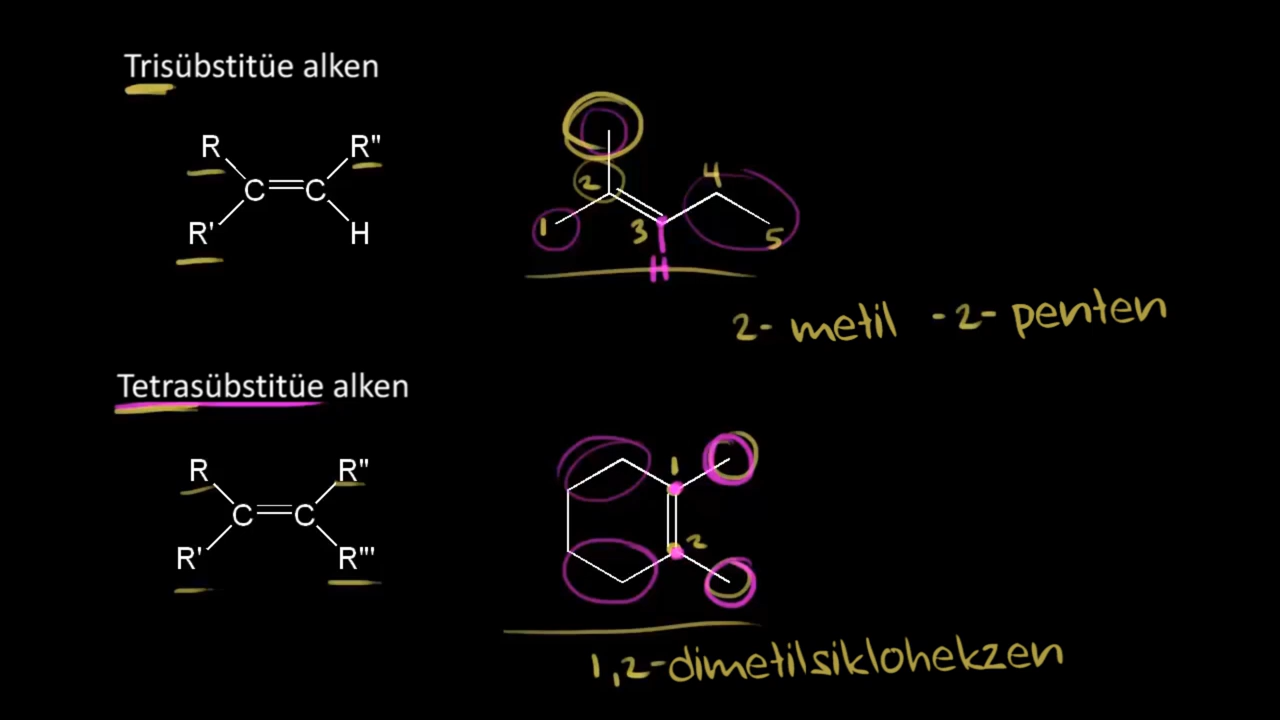 Trisübstitüe alken
R R"
C C
R' H
2 4
1 3 5
H
2- metil -2- penten
Tetrasübstitüe alken
R R"
C C
R' R"'
1
2
1,2-dimetilsiklohekzen